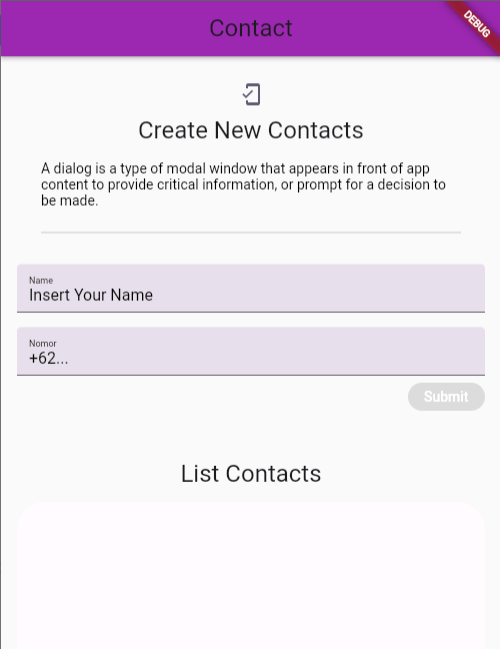 Contact
DEBUG
Create New Contacts
A dialog is a type of modal window that appears in front of app
content to provide critical information, or prompt for a decision to
be made.
Name
Insert Your Name
Nomor
+62...
Submit
List Contacts